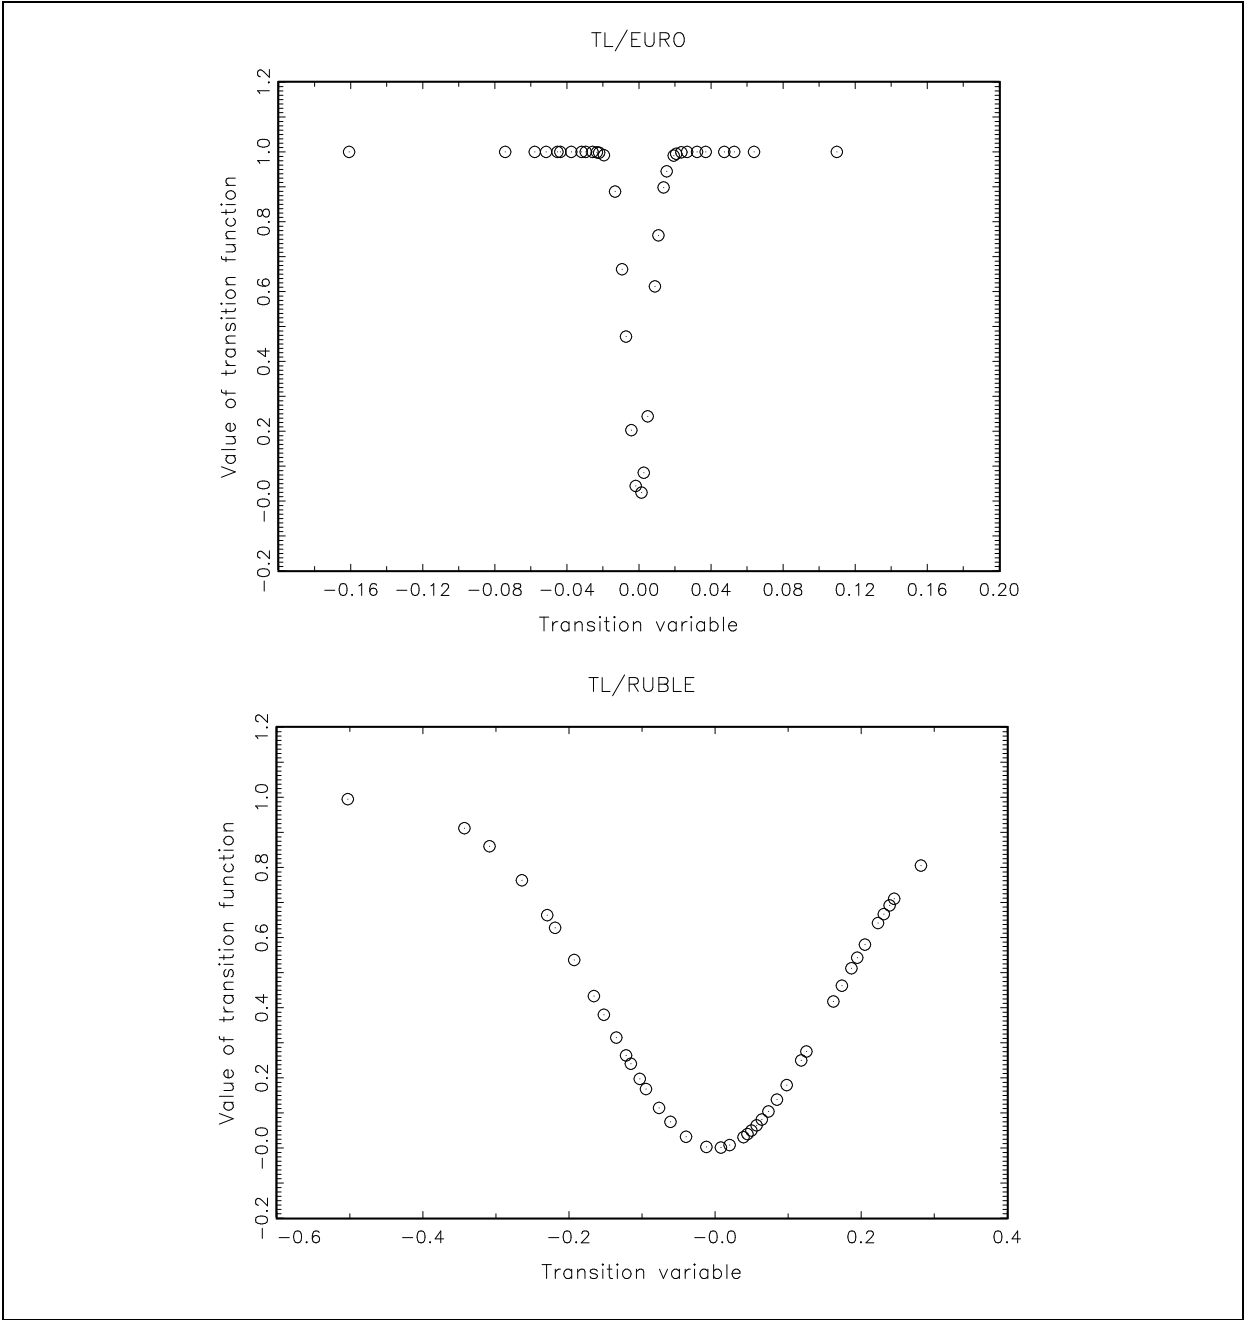 TL/EURO
1.2
1.0
0.8
0.6
0.4
0.2
−0.0
−0.2
Value of transition function
−0.16 −0.12 −0.08 −0.04 0.00 0.04 0.08 0.12 0.16 0.20
Transition variable
TL/RUBLE
1.2
1.0
0.8
0.6
0.4
0.2
−0.0
−0.2
Value of transition function
−0.6 −0.4 −0.2 −0.0 0.2 0.4
Transition variable